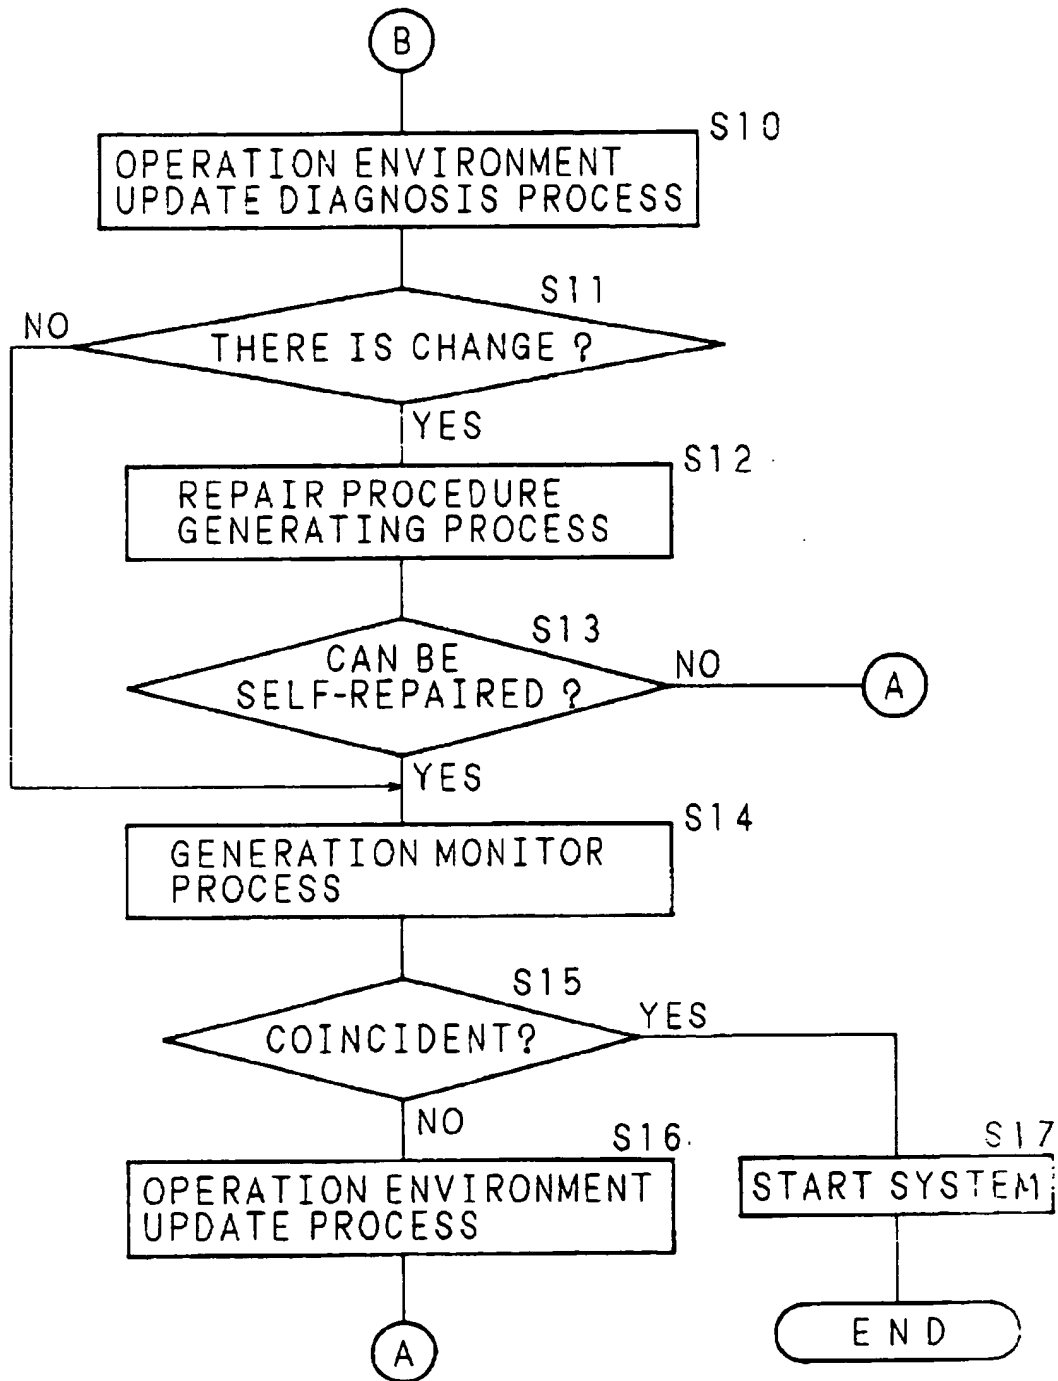 B
S10
OPERATION ENVIRONMENT
UPDATE DIAGNOSIS PROCESS
S11
NO
THERE IS CHANGE ?
YES
S12
REPAIR PROCEDURE
GENERATING PROCESS
S13
CAN BE
SELF-REPAIRED ?
NO
A
YES
S14
GENERATION MONITOR
PROCESS
S15
COINCIDENT?
YES
NO
S16
OPERATION ENVIRONMENT
UPDATE PROCESS
S17
START SYSTEM
END
A